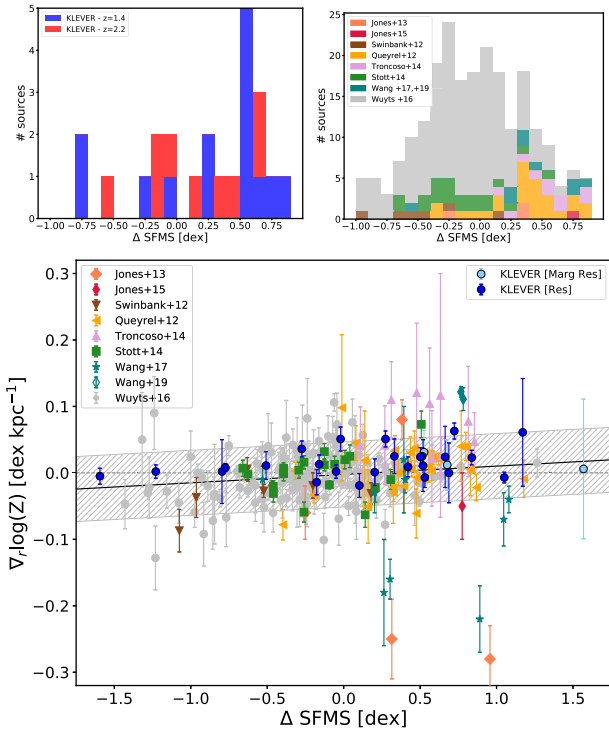 KLEVER - z=1.4
KLEVER - z=2.2
# sources
5
4
3
2
1
0
−1.00 −0.75 −0.50 −0.25 0.00 0.25 0.50 0.75
Δ SFMS [dex]
Jones+13
Jones+15
Swinbank+12
Queyrel+12
Troncoso+14
Stott+14
Wang +17,+19
Wuyts +16
# sources
25
20
15
10
5
0
−1.00 −0.75 −0.50 −0.25 0.00 0.25 0.50 0.75
Δ SFMS [dex]
Jones+13
Jones+15
Swinbank+12
Queyrel+12
Troncoso+14
Stott+14
Wang+17
Wang+19
Wuyts+16
KLEVER [Marg Res]
KLEVER [Res]
∇rlog(Z) [dex kpc⁻¹]
0.3
0.2
0.1
0.0
−0.1
−0.2
−0.3
−1.5 −1.0 −0.5 0.0 0.5 1.0 1.5
Δ SFMS [dex]